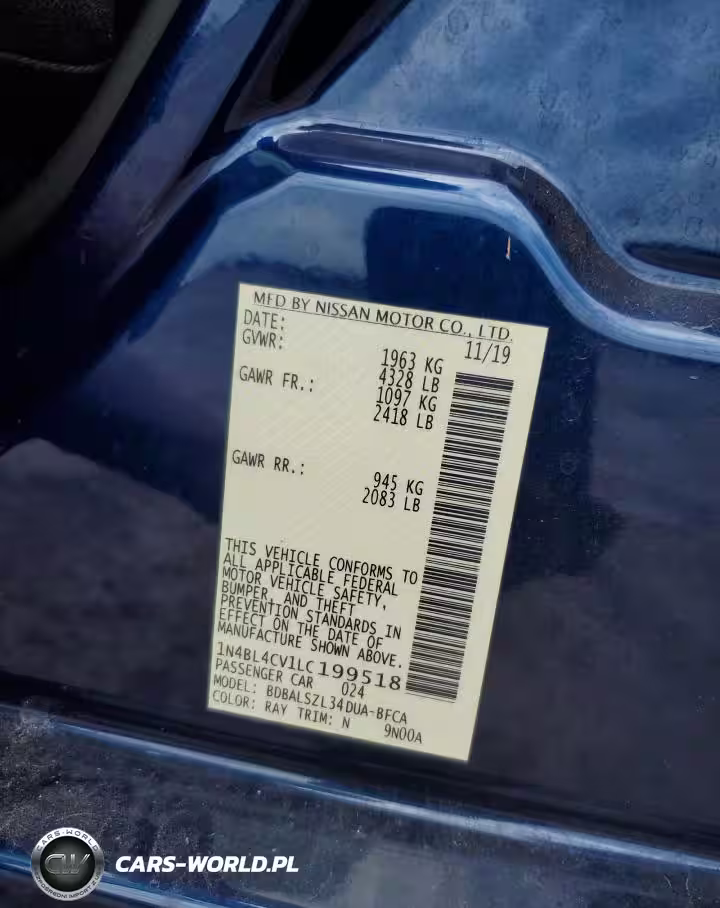 MFD BY NISSAN MOTOR CO., LTD.
DATE: 11/19
GVWR: 1963 KG
4328 LB
GAWR FR.: 1097 KG
2418 LB
GAWR RR.: 945 KG
2083 LB
THIS VEHICLE CONFORMS TO
ALL APPLICABLE FEDERAL
MOTOR VEHICLE SAFETY,
BUMPER, AND THEFT
PREVENTION STANDARDS IN
EFFECT ON THE DATE OF
MANUFACTURE SHOWN ABOVE.
1N4BL4CV1LC199518
PASSENGER CAR 024
MODEL: BDBALSZL34DUA-BFCA
COLOR: RAY TRIM: N 9N00A
CARS-WORLD
CW
CARS-WORLD.PL